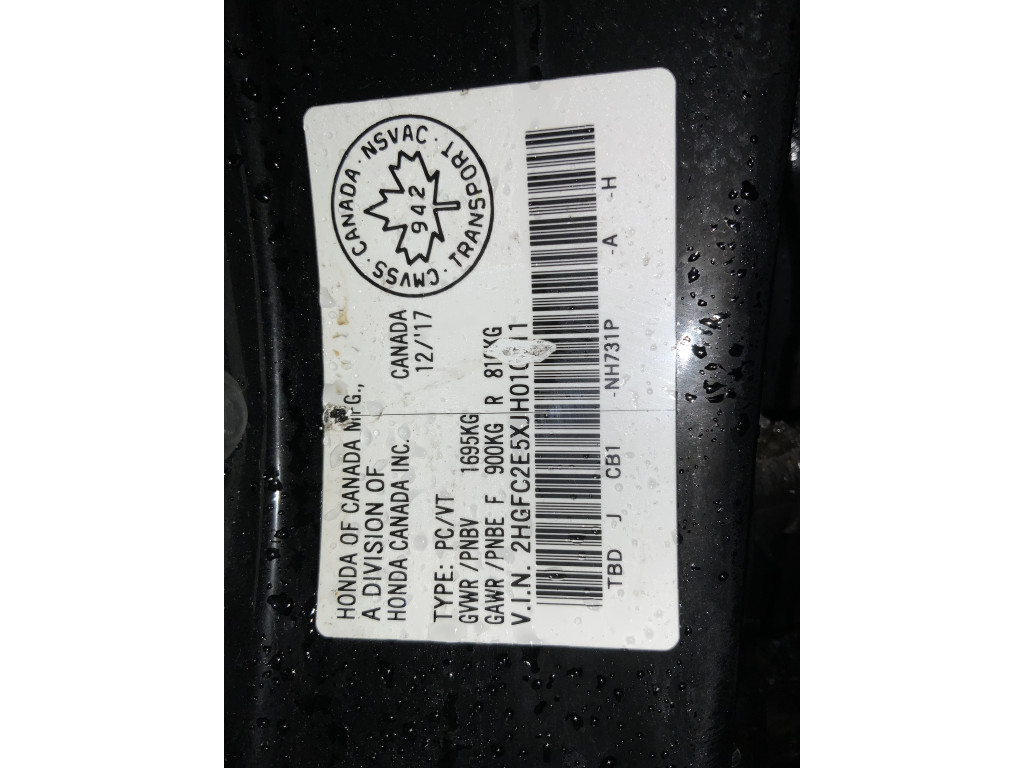 HONDA OF CANADA MFG.,
A DIVISION OF
HONDA CANADA INC. CANADA
12/'17
TYPE: PC/VT
GVWR/PNBV 1695KG
GAWR/PNBE F 900KG R
V.I.N.
TBD J CB1 -NH731P -A -H
CMVSS · CANADA · NSVAC · TRANSPORT ·
942